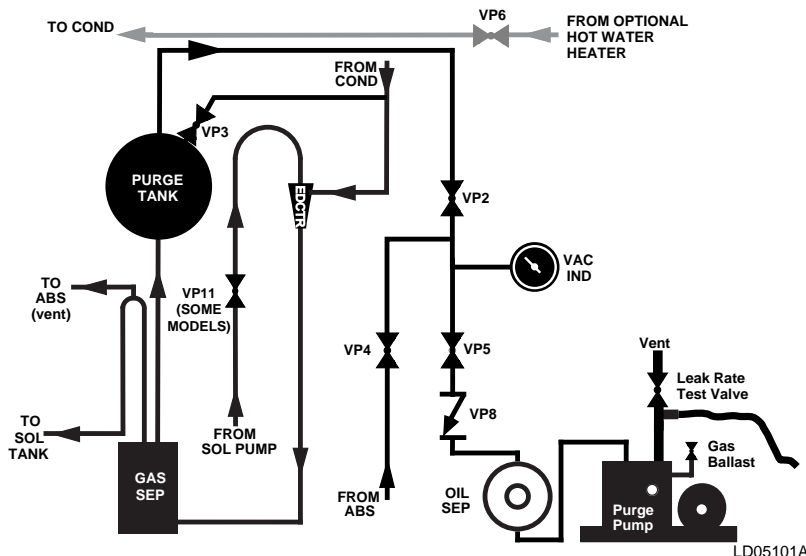 VP6
TO COND
FROM OPTIONAL
HOT WATER
HEATER
FROM
COND
VP3
PURGE
TANK
EDCTR
VP2
VAC
IND
TO
ABS
(vent)
VP11
(SOME
MODELS)
VP4
VP5
Vent
Leak Rate
Test Valve
VP8
TO
SOL
TANK
FROM
SOL PUMP
GAS
SEP
Gas
Ballast
FROM
ABS
OIL
SEP
Purge
Pump
LD05101A